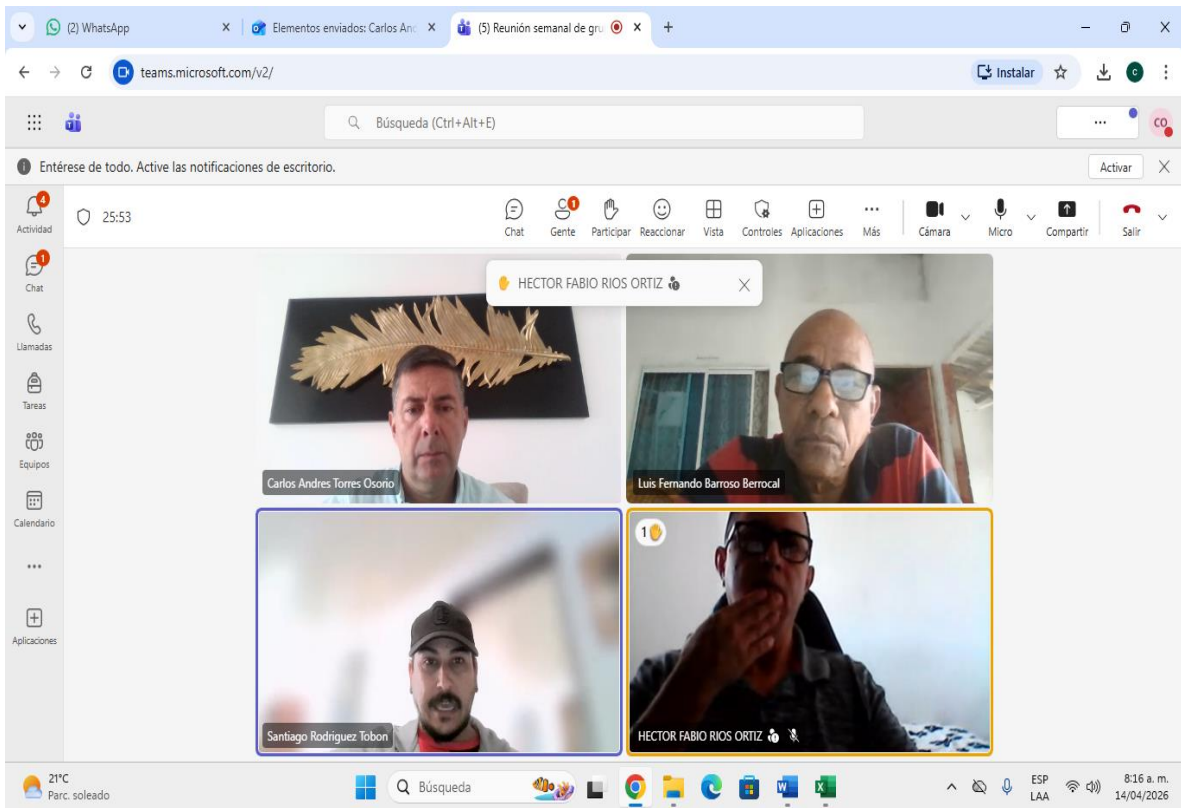 (2) WhatsApp
Elementos enviados: Carlos And
(5) Reunión semanal de gru
teams.microsoft.com/v2/
Instalar
c
Búsqueda (Ctrl+Alt+E)
CO
Entérese de todo. Active las notificaciones de escritorio.
Activar
4
Actividad
25:53
Chat
1
Gente
Participar
Reaccionar
Vista
Controles
Aplicaciones
Más
Cámara
Micro
Compartir
Salir
1
Chat
Llamadas
Tareas
Equipos
Calendario
Aplicaciones
HECTOR FABIO RIOS ORTIZ
Carlos Andres Torres Osorio
Luis Fernando Barroso Berrocal
1
Santiago Rodriguez Tobon
HECTOR FABIO RIOS ORTIZ
21°C
Parc. soleado
Búsqueda
ESP
LAA
8:16 a. m.
14/04/2026